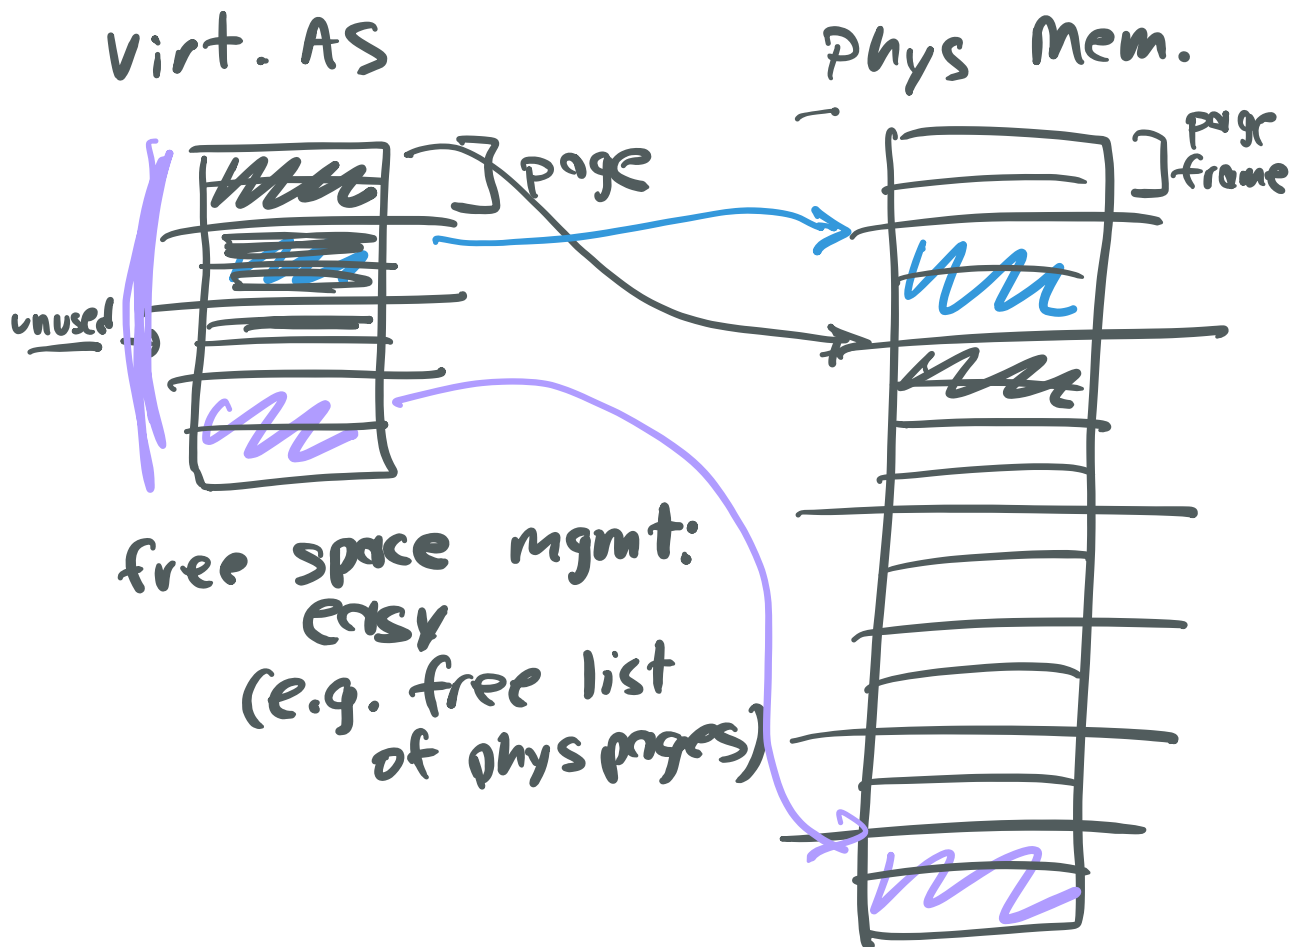 Virt. AS
Phys Mem.
page
page
frame
unused
free space mgmt:
easy
(e.g. free list
of phys pages)